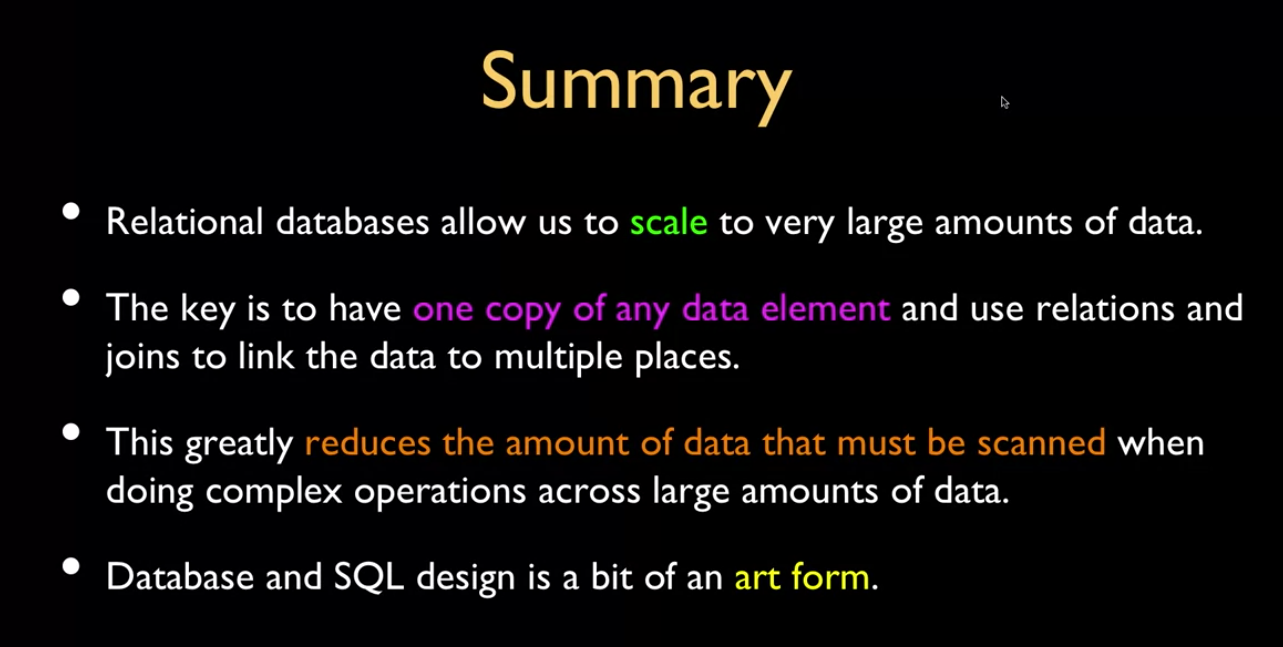 Summary
• Relational databases allow us to scale to very large amounts of data.
• The key is to have one copy of any data element and use relations and
joins to link the data to multiple places.
• This greatly reduces the amount of data that must be scanned when
doing complex operations across large amounts of data.
• Database and SQL design is a bit of an art form.